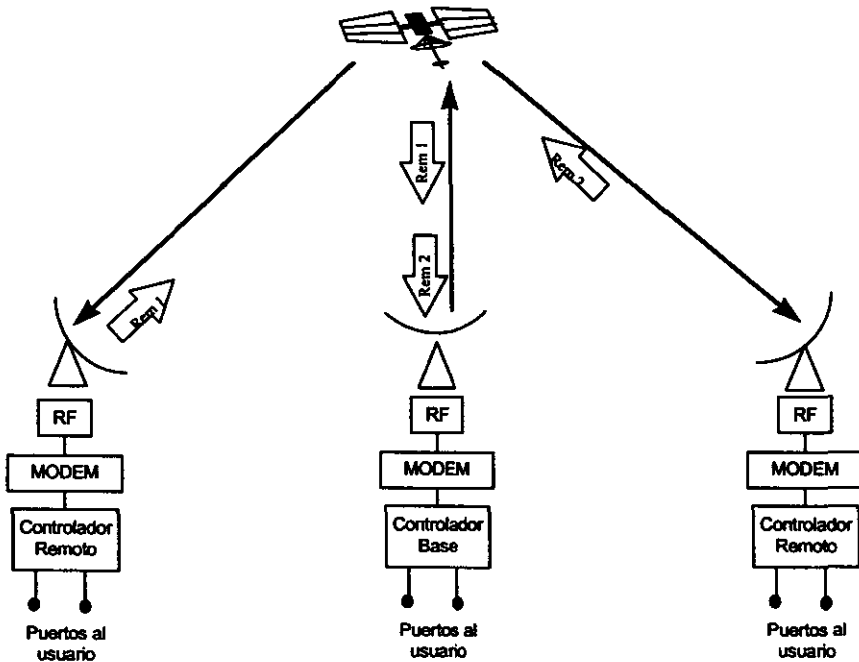 Rem 1
Rem 2
Rem 2
Rem 1
RF
RF
RF
MODEM
MODEM
MODEM
Controlador
Remoto
Controlador
Base
Controlador
Remoto
Puertos al
usuario
Puertos al
usuario
Puertos al
usuario